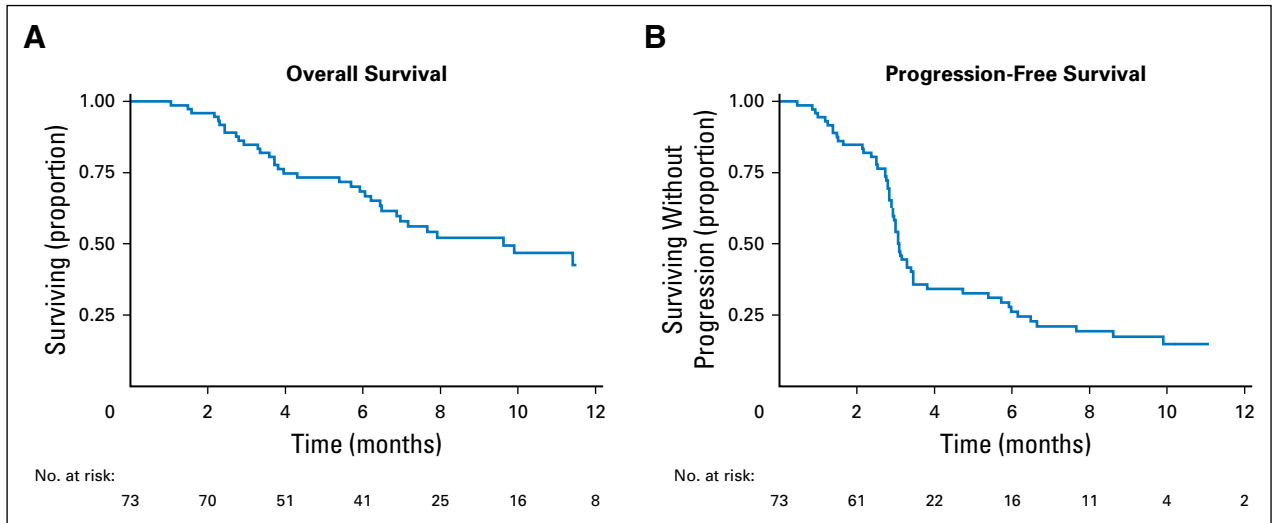 A
Overall Survival
Surviving (proportion)
1.00
0.75
0.50
0.25
0 2 4 6 8 10 12
Time (months)
No. at risk:
73 70 51 41 25 16 8
B
Progression-Free Survival
Surviving Without
Progression (proportion)
1.00
0.75
0.50
0.25
0 2 4 6 8 10 12
Time (months)
No. at risk:
73 61 22 16 11 4 2